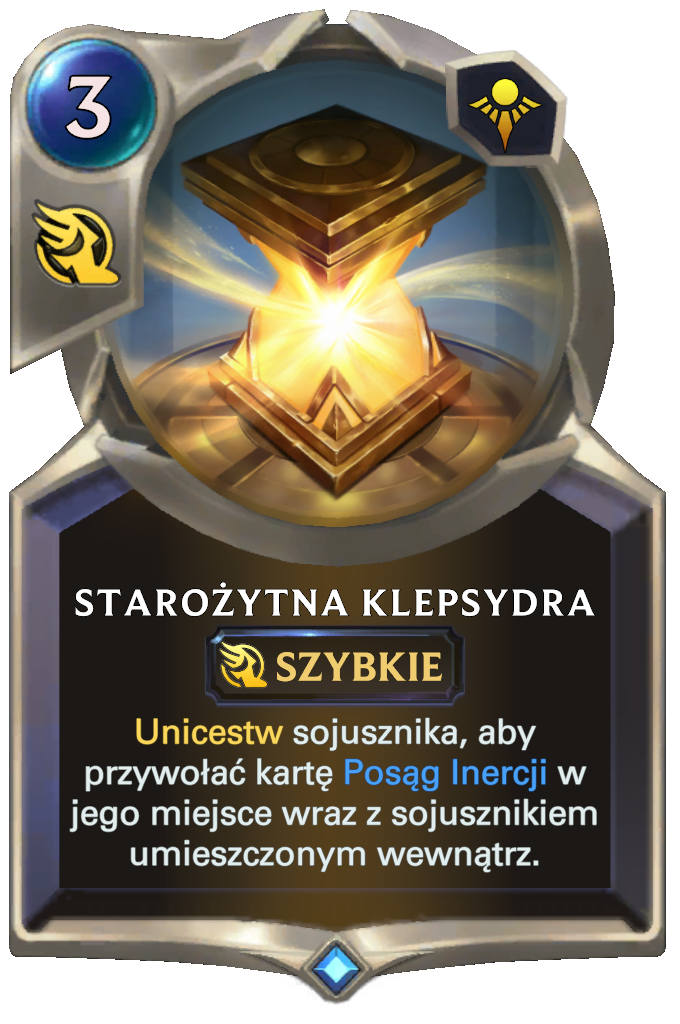 3
STAROŻYTNA KLEPSYDRA
SZYBKIE
Unicestw sojusznika, aby
przywołać kartę Posąg Inercji w
jego miejsce wraz z sojusznikiem
umieszczonym wewnątrz.